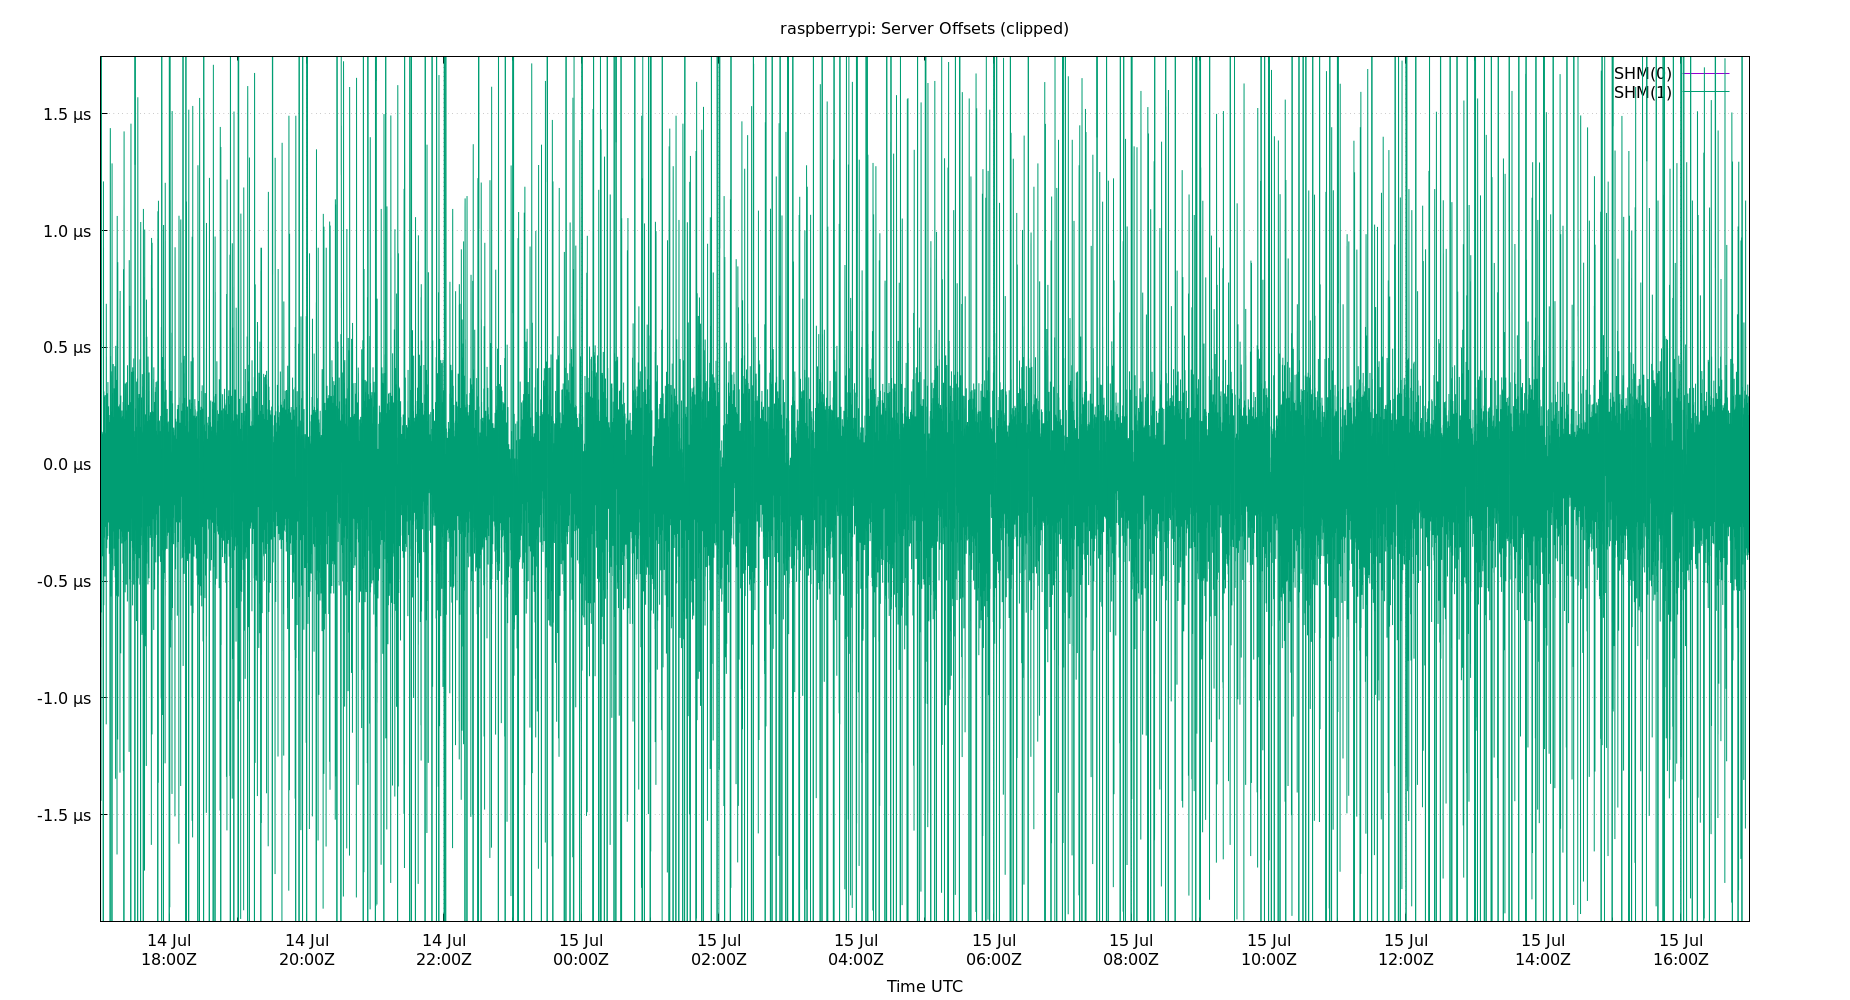 raspberrypi: Server Offsets (clipped)
SHM(0)
SHM(1)
1.5 µs
1.0 µs
0.5 µs
0.0 µs
-0.5 µs
-1.0 µs
-1.5 µs
14 Jul 14 Jul 14 Jul 15 Jul 15 Jul 15 Jul 15 Jul 15 Jul 15 Jul 15 Jul 15 Jul 15 Jul
18:00Z 20:00Z 22:00Z 00:00Z 02:00Z 04:00Z 06:00Z 08:00Z 10:00Z 12:00Z 14:00Z 16:00Z
Time UTC